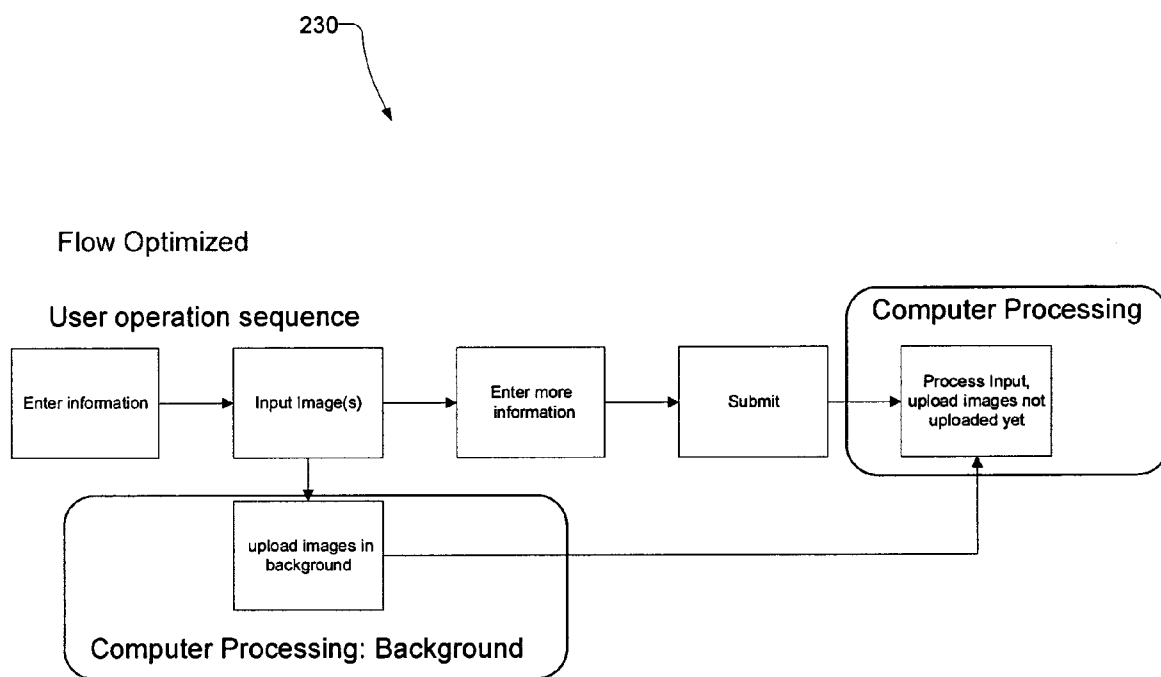 230
Flow Optimized
User operation sequence
Computer Processing
Enter information
Input Image(s)
Enter more
information
Submit
Process Input,
upload images not
uploaded yet
upload images in
background
Computer Processing: Background